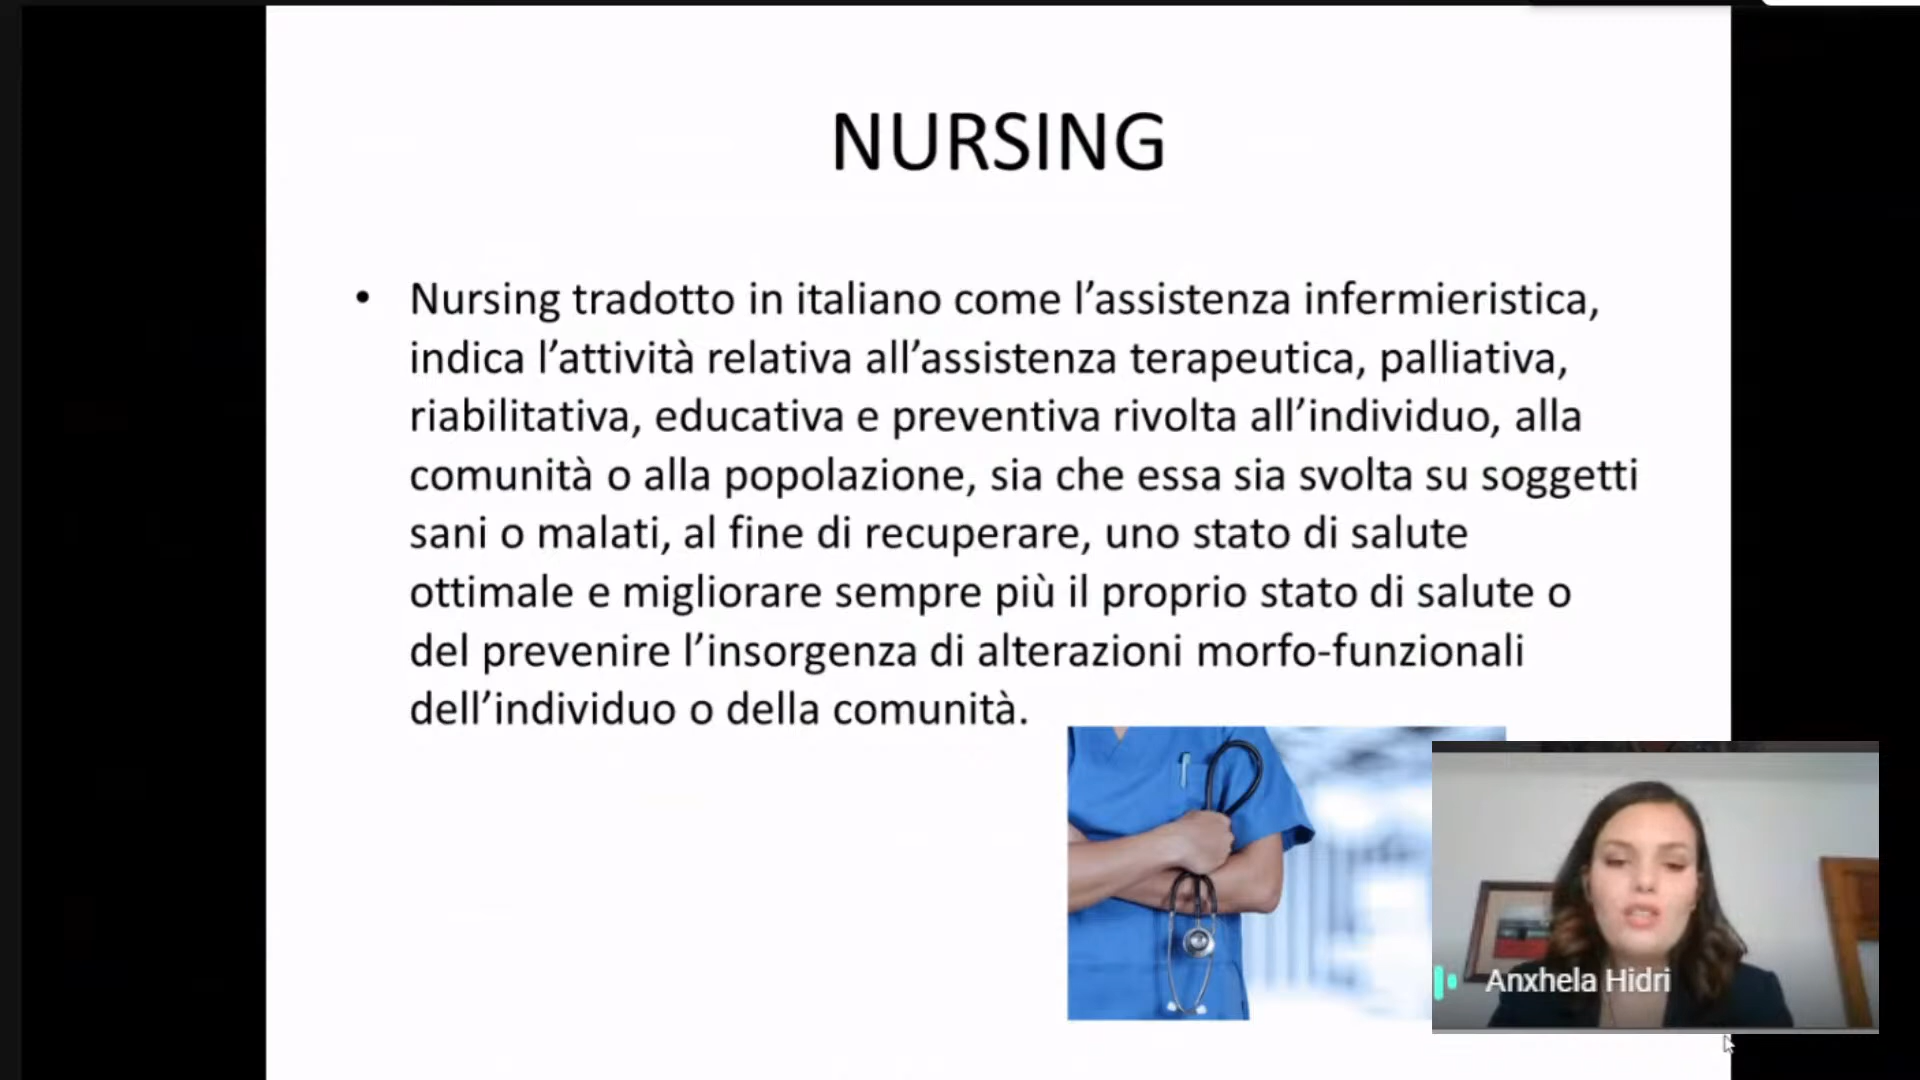 NURSING
• Nursing tradotto in italiano come l’assistenza infermieristica,
indica l’attività relativa all’assistenza terapeutica, palliativa,
riabilitativa, educativa e preventiva rivolta all’individuo, alla
comunità o alla popolazione, sia che essa sia svolta su soggetti
sani o malati, al fine di recuperare, uno stato di salute
ottimale e migliorare sempre più il proprio stato di salute o
del prevenire l’insorgenza di alterazioni morfo-funzionali
dell’individuo o della comunità.
Anxhela Hidri